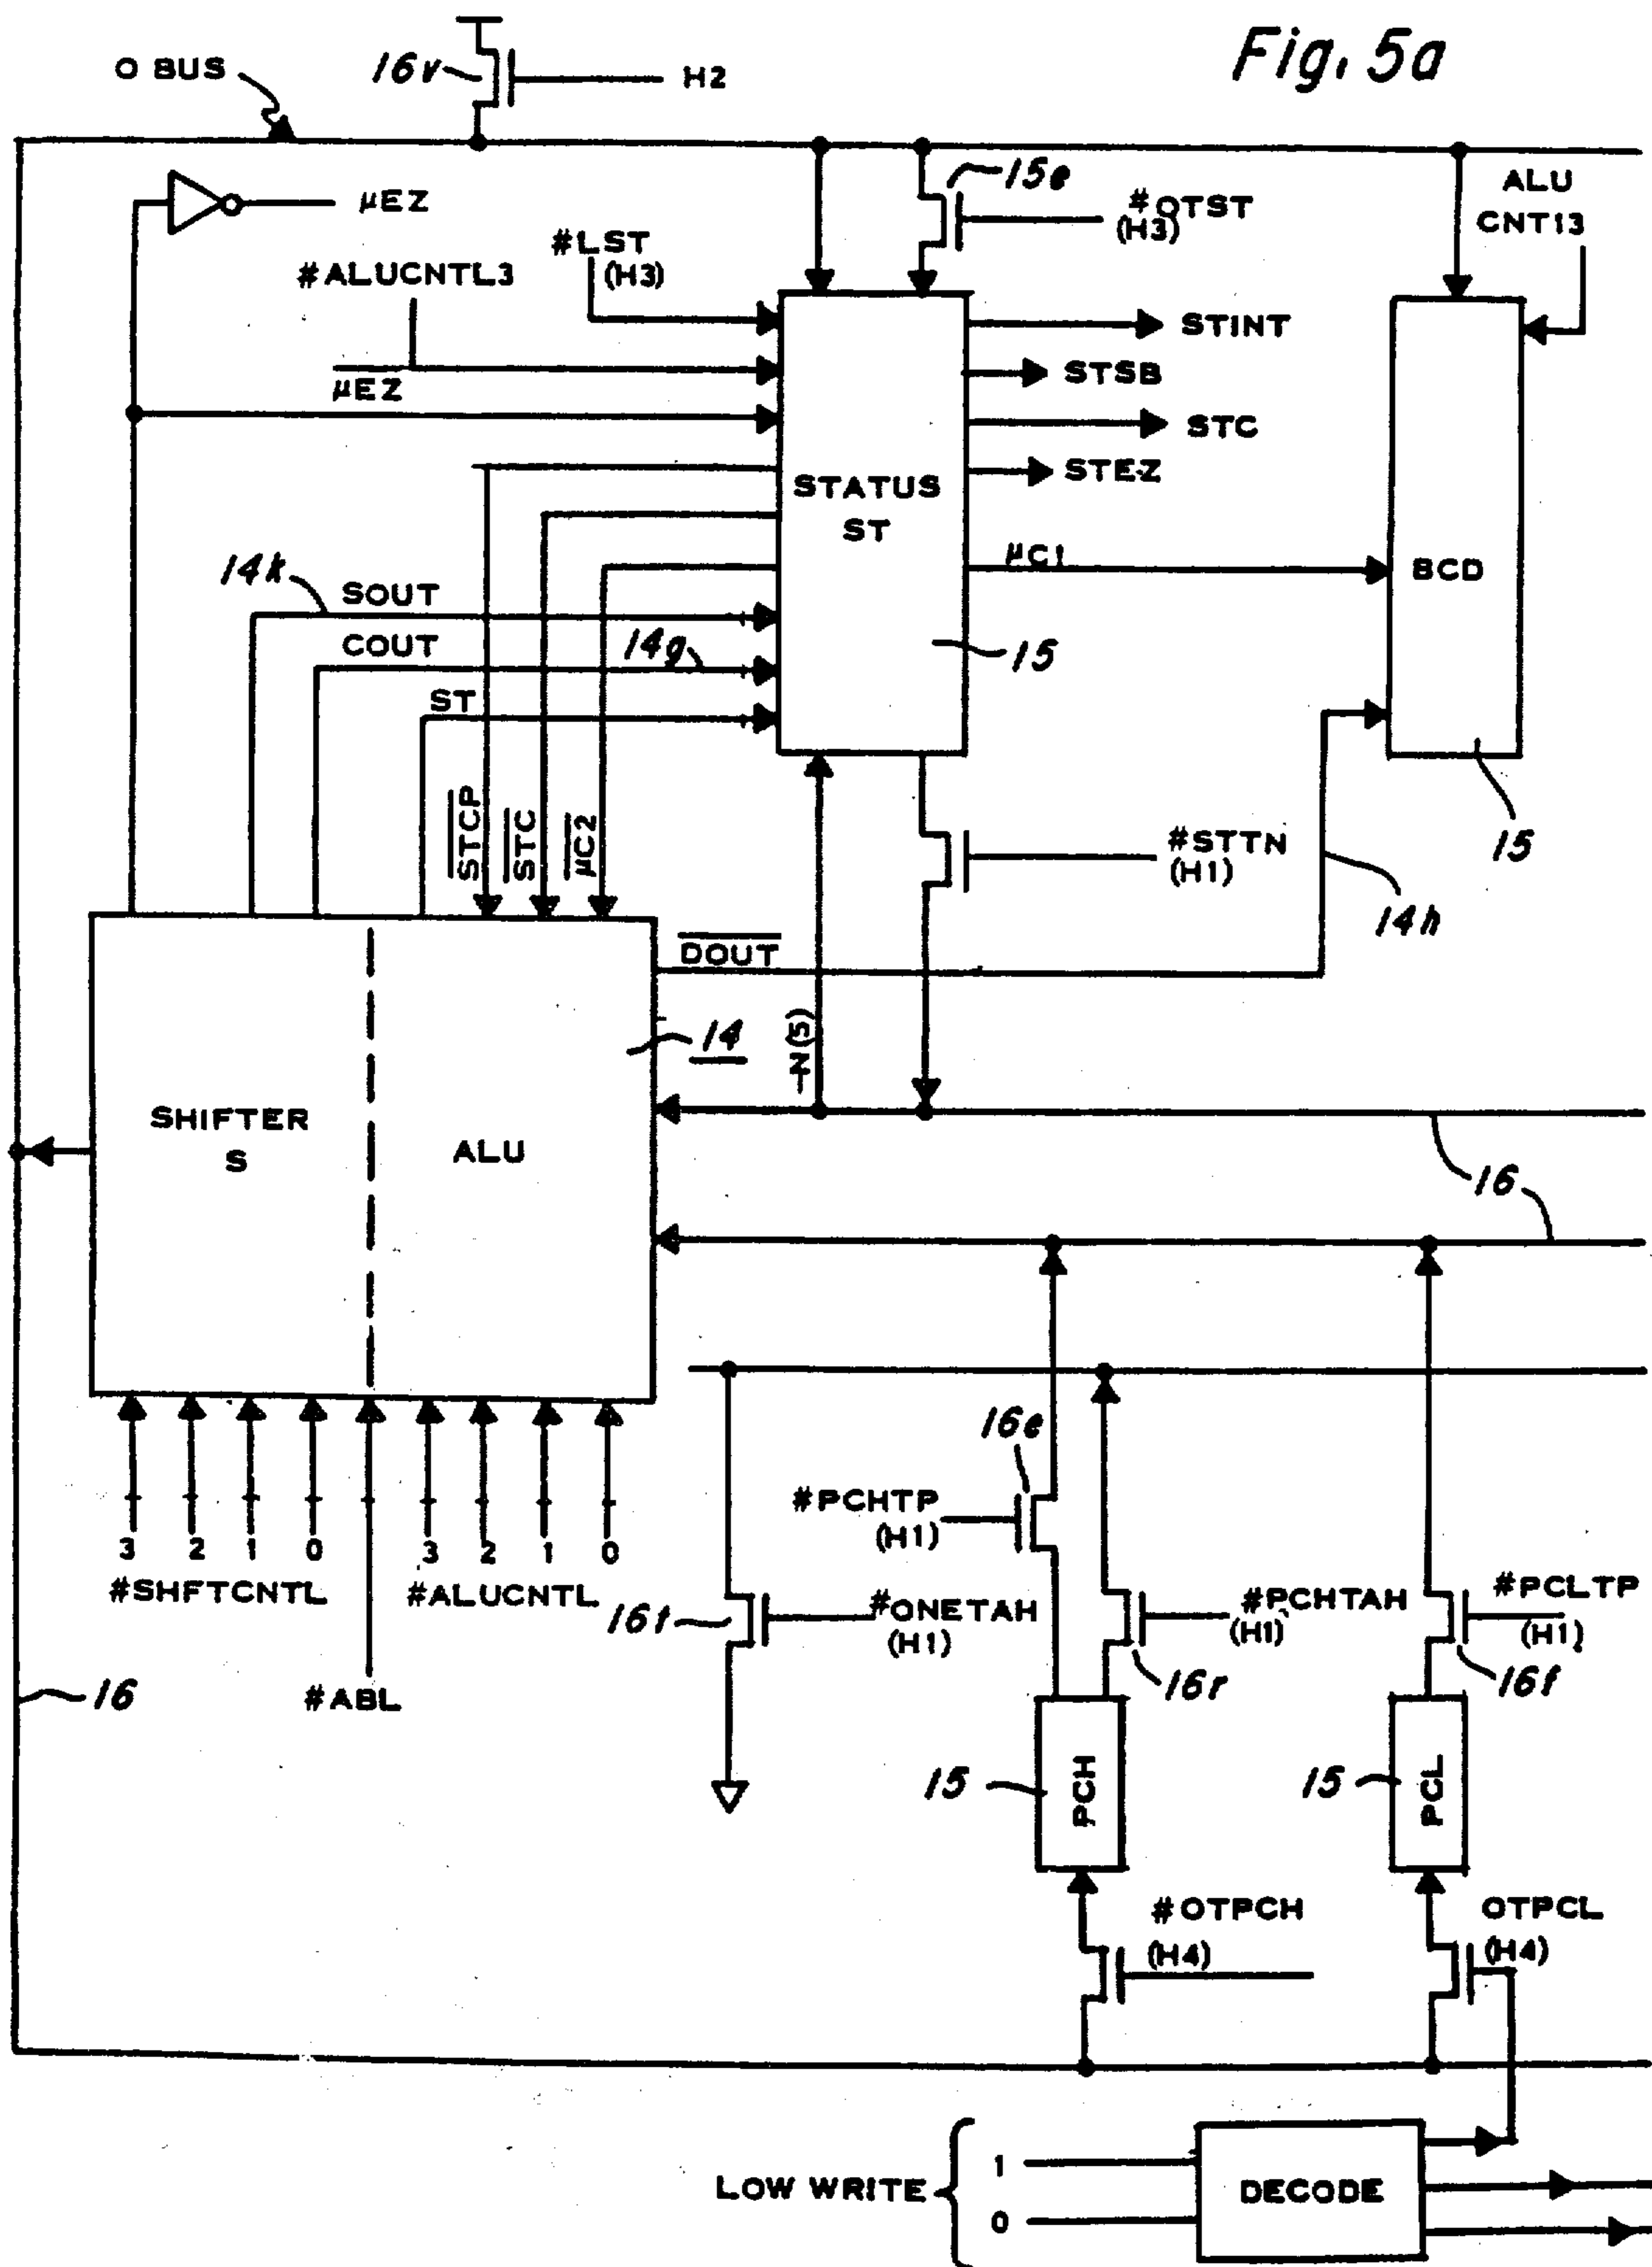 Fig. 5a
O BUS
16v
H2
μEZ
15e
#OTST
(H3)
ALU
CNT13
#LST
(H3)
#ALUCNTL3
μEZ
STINT
STSB
STC
STEZ
STATUS
ST
μC1
BCD
14k
SOUT
COUT
14g
ST
15
STCP
STC
μC2
#STTN
(H1)
15
14h
DOUT
14
N(5)
SHIFTER
S
ALU
16
16e
#PCHTP
(H1)
3 2 1 0 3 2 1 0
#SHFTCNTL
#ALUCNTL
16t
#ONETAH
(H1)
#PCHTAH
(H1)
#PCLTP
(H1)
16r
16f
16
#ABL
15
PCH
15
PCL
#OTPCH
(H4)
OTPCL
(H4)
LOW WRITE
1
0
DECODE